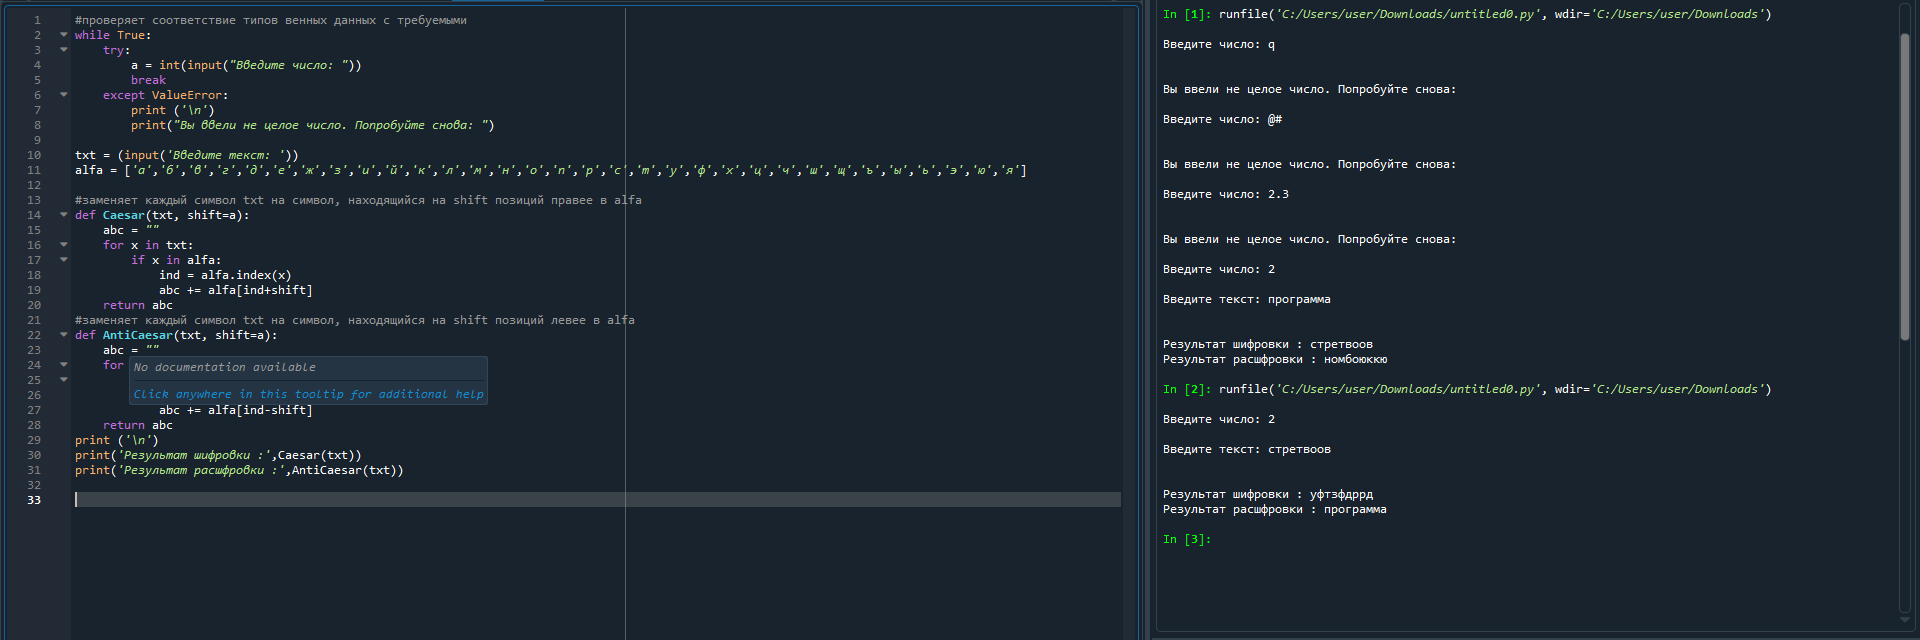 1 #проверяет соответствие типов венных данных с требуемыми
2 while True:
3 try:
4 a = int(input("Введите число: "))
5 break
6 except ValueError:
7 print ('\n')
8 print("Вы ввели не целое число. Попробуйте снова: ")
9
10 txt = (input('Введите текст: '))
11 alfa = ['а','б','в','г','д','е','ж','з','и','й','к','л','м','н','о','п','р','с','т','у','ф','х','ц','ч','ш','щ','ъ','ы','ь','э','ю','я']
12
13 #заменяет каждый символ txt на символ, находящийся на shift позиций правее в alfa
14 def Caesar(txt, shift=a):
15 abc = ""
16 for x in txt:
17 if x in alfa:
18 ind = alfa.index(x)
19 abc += alfa[ind+shift]
20 return abc
21 #заменяет каждый символ txt на символ, находящийся на shift позиций левее в alfa
22 def AntiCaesar(txt, shift=a):
23 abc = ""
24 for
No documentation available
25
26
Click anywhere in this tooltip for additional help
27 abc += alfa[ind-shift]
28 return abc
29 print ('\n')
30 print('Результат шифровки :',Caesar(txt))
31 print('Результат расшфровки :',AntiCaesar(txt))
32
33
In [1]: runfile('C:/Users/user/Downloads/untitled0.py', wdir='C:/Users/user/Downloads')
Введите число: q
Вы ввели не целое число. Попробуйте снова:
Введите число: @#
Вы ввели не целое число. Попробуйте снова:
Введите число: 2.3
Вы ввели не целое число. Попробуйте снова:
Введите число: 2
Введите текст: программа
Результат шифровки : стретвоов
Результат расшфровки : номбоюккю
In [2]: runfile('C:/Users/user/Downloads/untitled0.py', wdir='C:/Users/user/Downloads')
Введите число: 2
Введите текст: стретвоов
Результат шифровки : уфтзфдррд
Результат расшфровки : программа
In [3]: